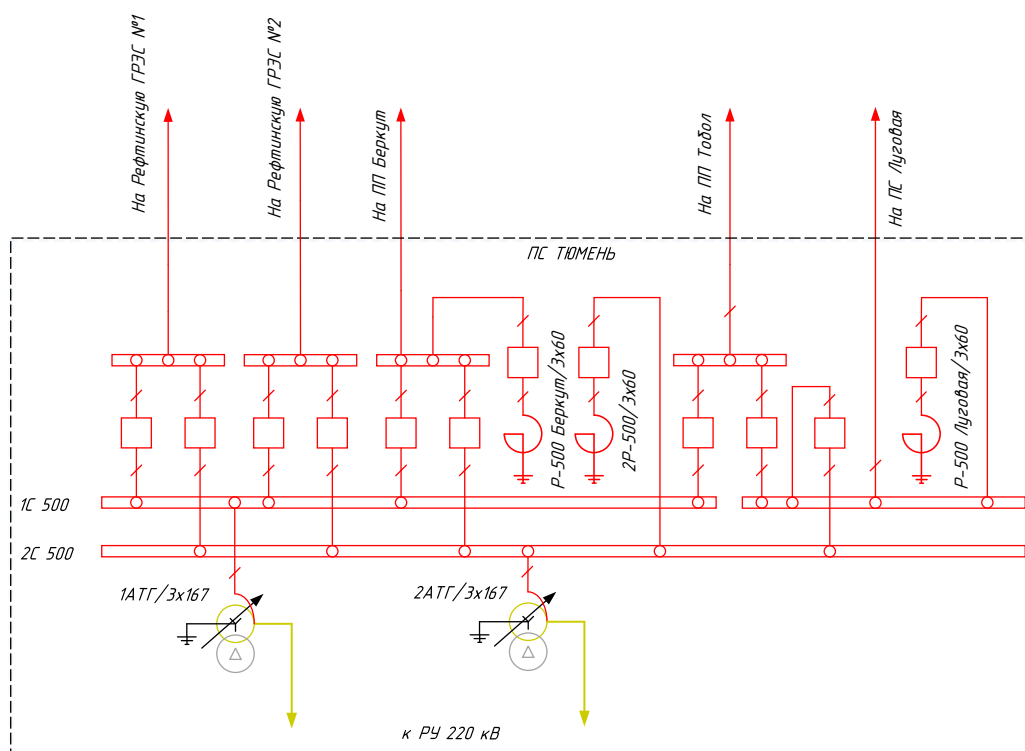 На Рефтинскую ГРЭС №1
На Рефтинскую ГРЭС №2
На ПП Беркут
На ПП Тобол
На ПС Луговая
ПС ТЮМЕНЬ
Р-500 Беркут/3х60
2Р-500/3х60
Р-500 Луговая/3х60
1С 500
2С 500
1АТГ/3х167
2АТГ/3х167
к РУ 220 кВ